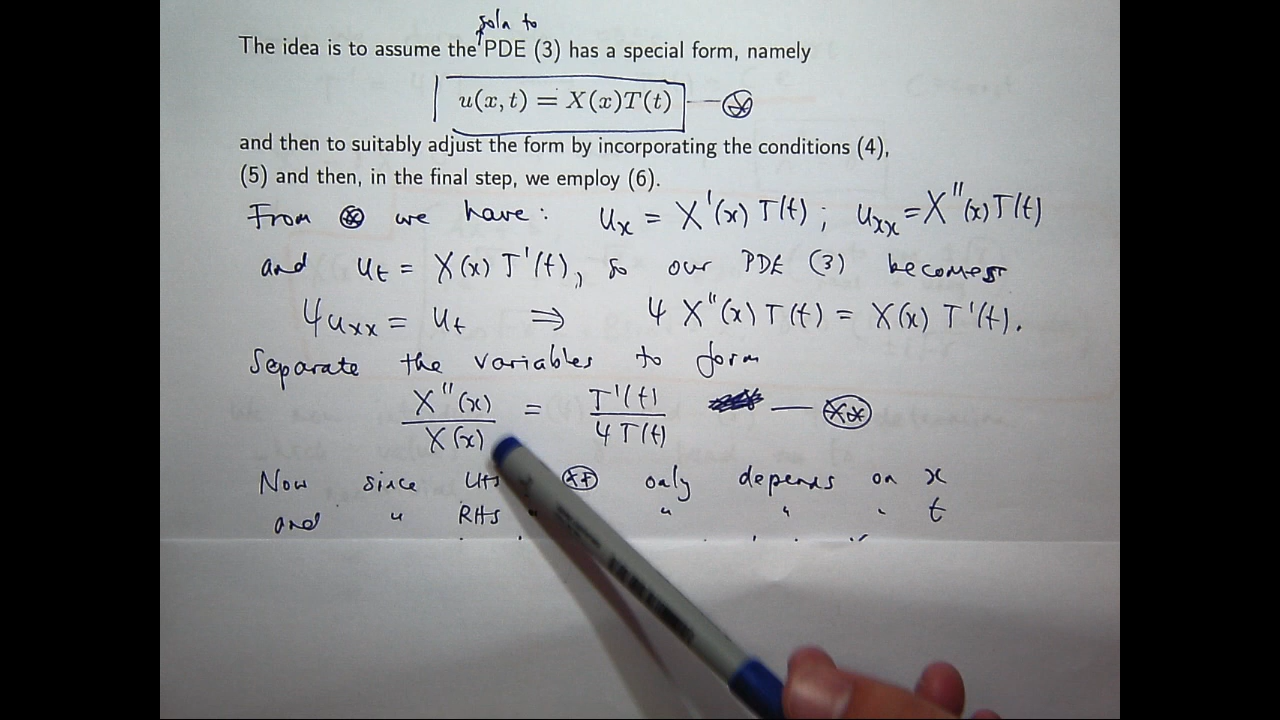 soln to
The idea is to assume the PDE (3) has a special form, namely
u(x, t) = X(x)T(t) — ⊛
and then to suitably adjust the form by incorporating the conditions (4),
(5) and then, in the final step, we employ (6).
From ⊛ we have: u_x = X'(x) T(t); u_xx = X''(x) T(t)
and u_t = X(x) T'(t), so our PDE (3) becomes
4u_xx = u_t ⇒ 4 X''(x) T(t) = X(x) T'(t).
Separate the variables to form
X''(x)/X(x) = T'(t)/4T(t) — (**)
Now since LHS (**) only depends on x
and " RHS " " " " t